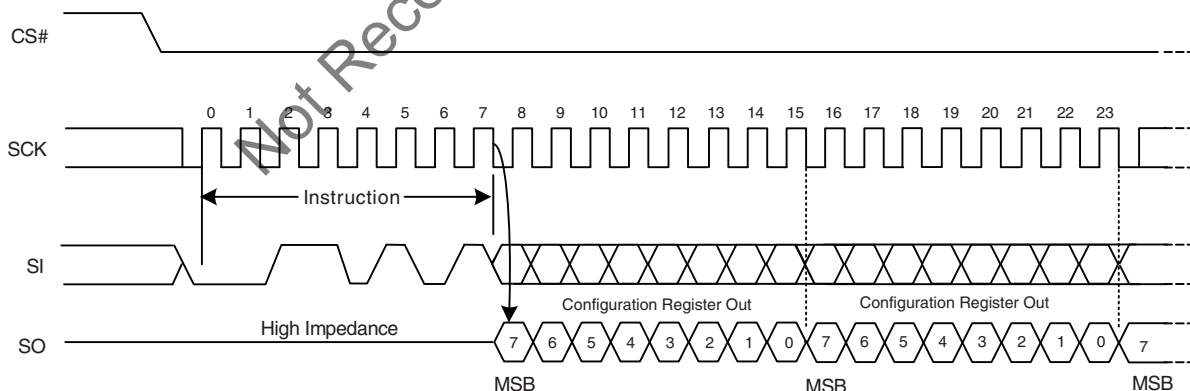 CS#
Not Reco
0 1 2 3 4 5 6 7 8 9 10 11 12 13 14 15 16 17 18 19 20 21 22 23
SCK
Instruction
SI
Configuration Register Out Configuration Register Out
High Impedance
SO
7 6 5 4 3 2 1 0 7 6 5 4 3 2 1 0 7
MSB MSB MSB